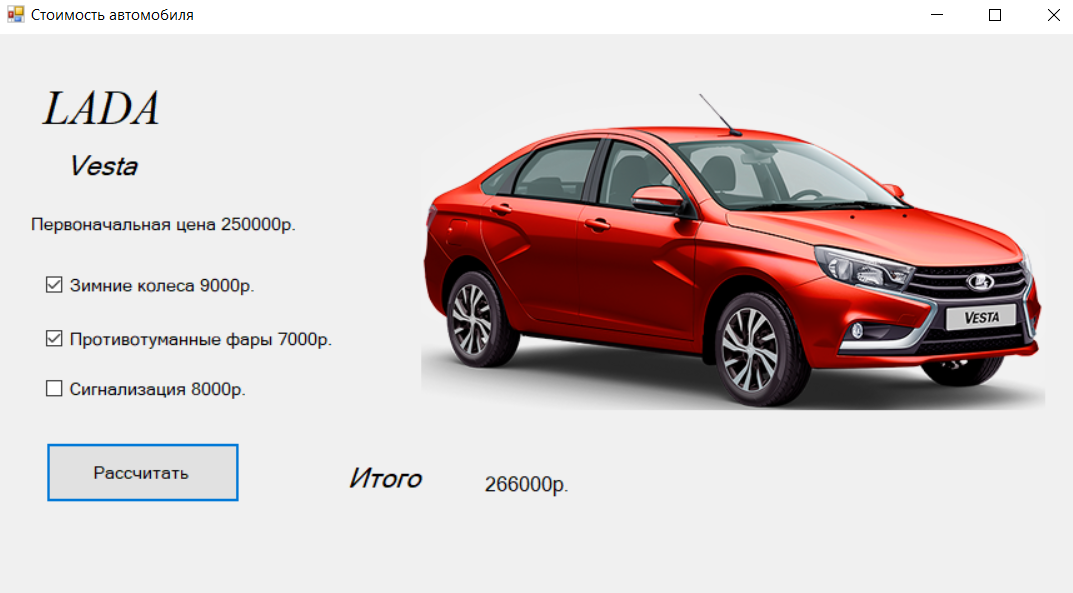 Стоимость автомобиля
LADA
Vesta
Первоначальная цена 250000р.
Зимние колеса 9000р.
Противотуманные фары 7000р.
Сигнализация 8000р.
VESTA
Рассчитать
Итого
266000р.